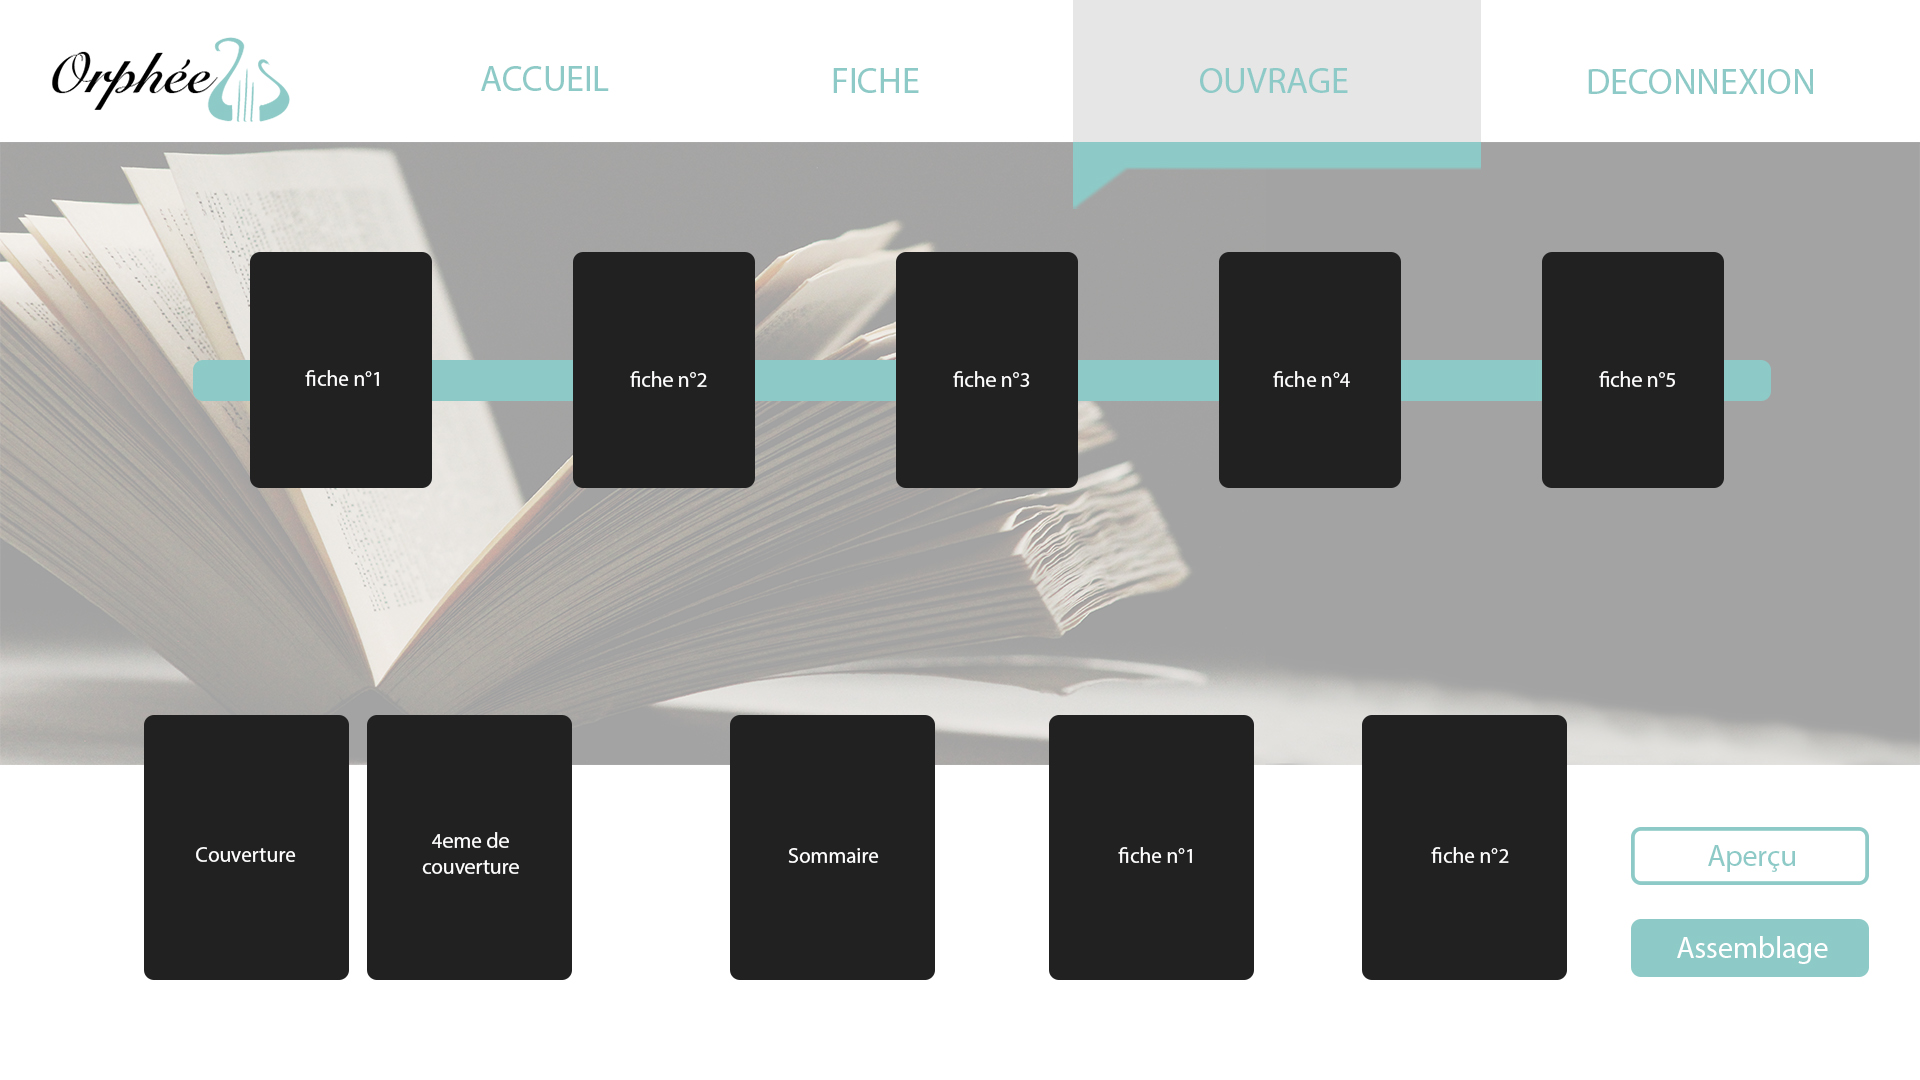 Orphée
ACCUEIL
FICHE
OUVRAGE
DECONNEXION
fiche n°1
fiche n°2
fiche n°3
fiche n°4
fiche n°5
Couverture
4eme de
couverture
Sommaire
fiche n°1
fiche n°2
Aperçu
Assemblage